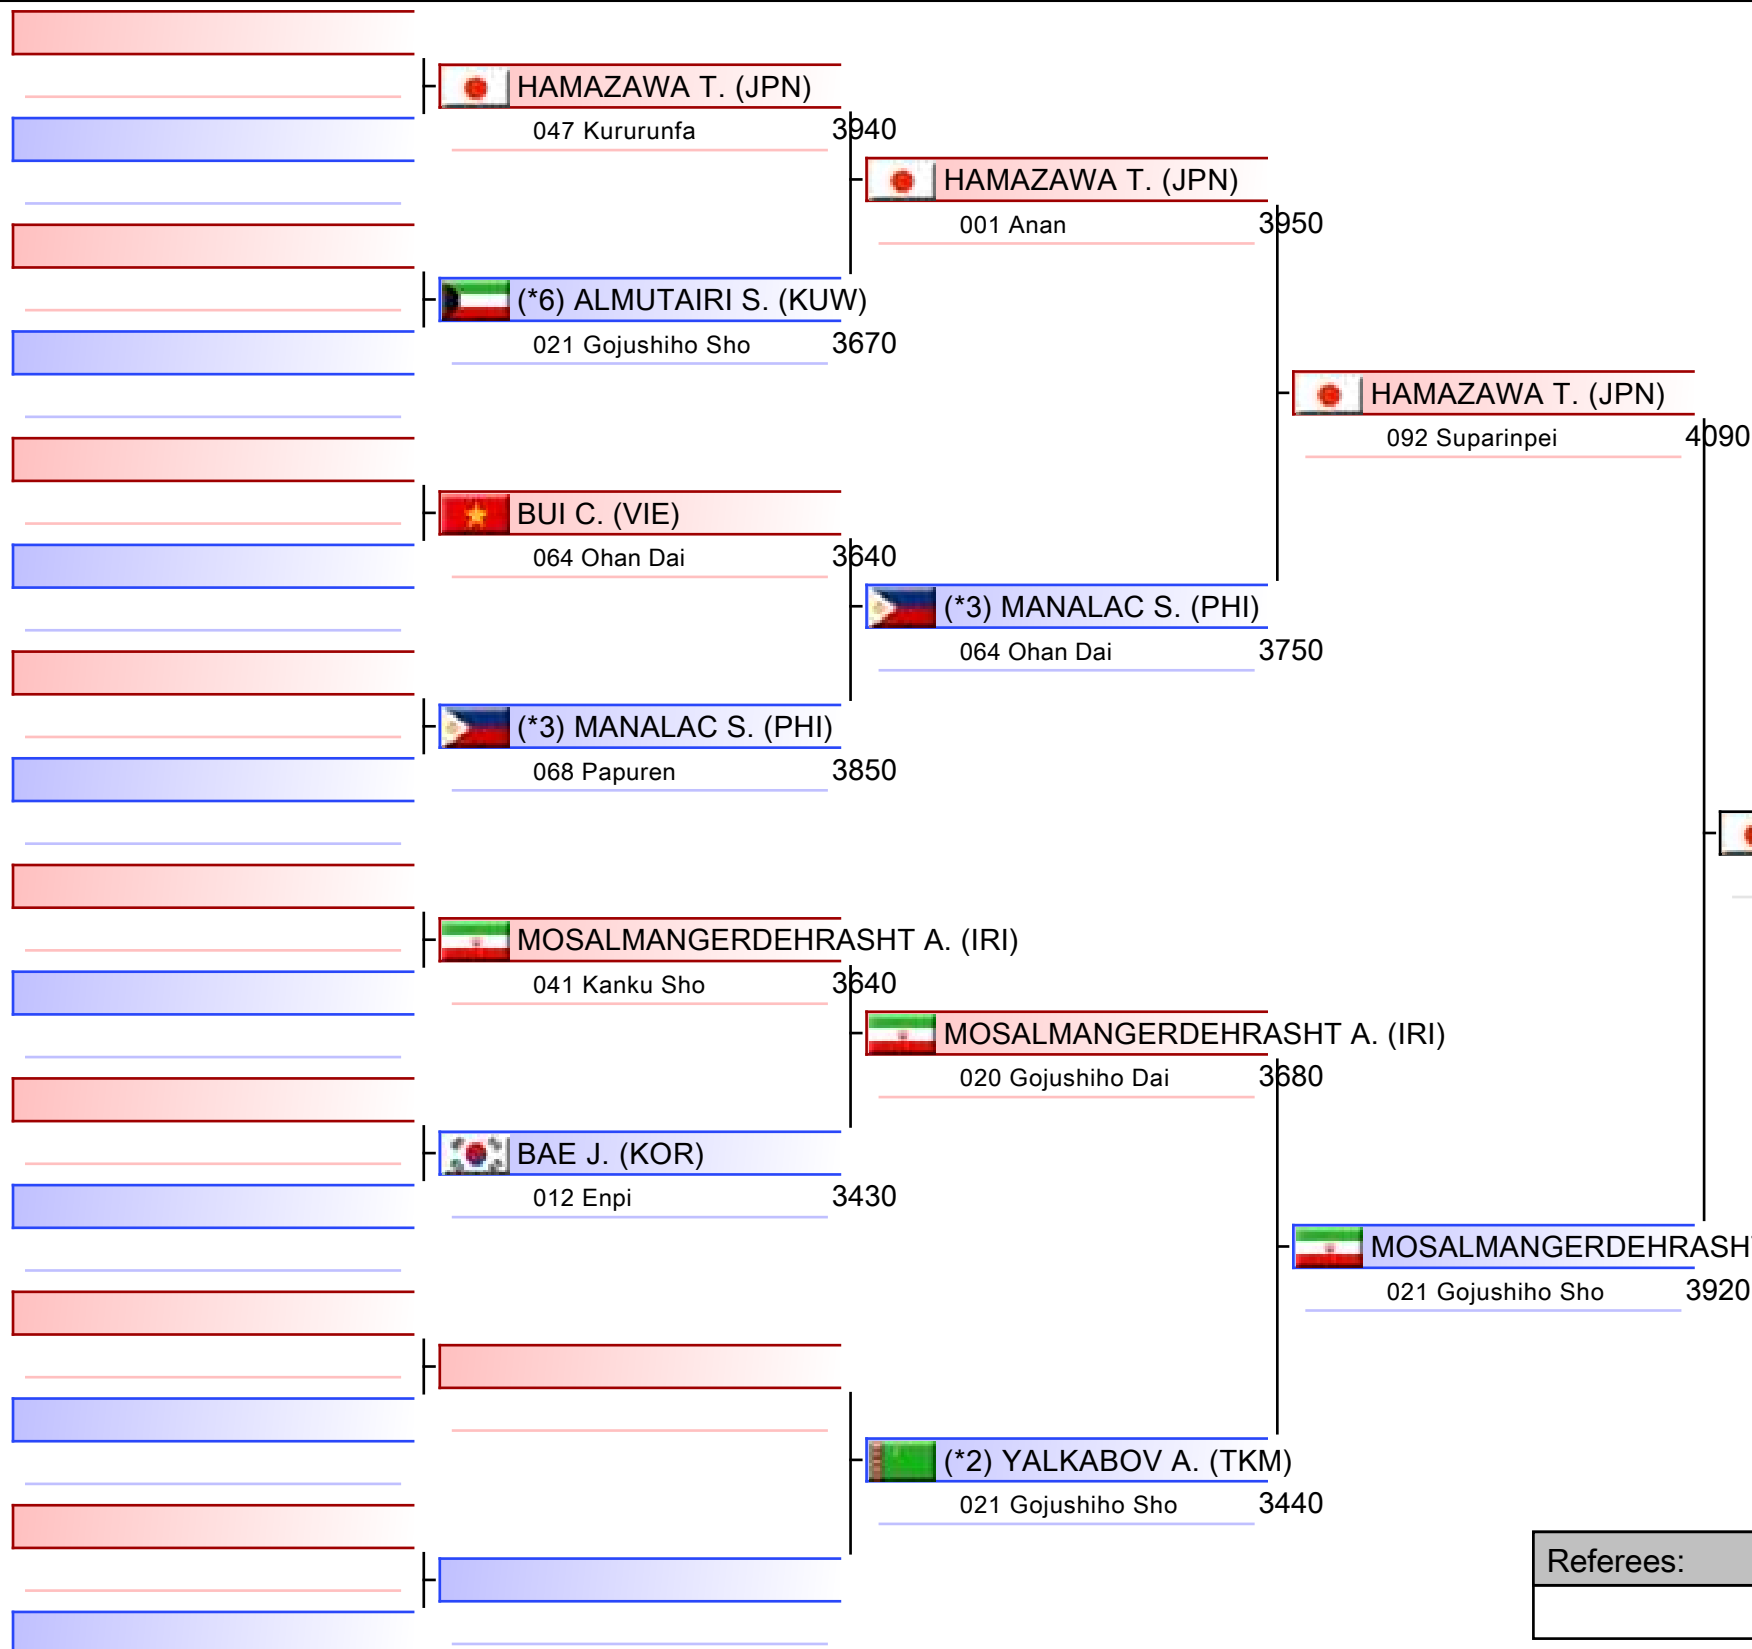 HAMAZAWA T. (JPN)
047 Kururunfa 3940
(*6) ALMUTAIRI S. (KUW)
021 Gojushiho Sho 3670
BUI C. (VIE)
064 Ohan Dai 3640
(*3) MANALAC S. (PHI)
068 Papuren 3850
MOSALMANGERDEHRASHT A. (IRI)
041 Kanku Sho 3640
BAE J. (KOR)
012 Enpi 3430
HAMAZAWA T. (JPN)
001 Anan 3950
(*3) MANALAC S. (PHI)
064 Ohan Dai 3750
MOSALMANGERDEHRASHT A. (IRI)
020 Gojushiho Dai 3680
(*2) YALKABOV A. (TKM)
021 Gojushiho Sho 3440
HAMAZAWA T. (JPN)
092 Suparinpei 4090
MOSALMANGERDEHRASH
021 Gojushiho Sho 3920
Referees: